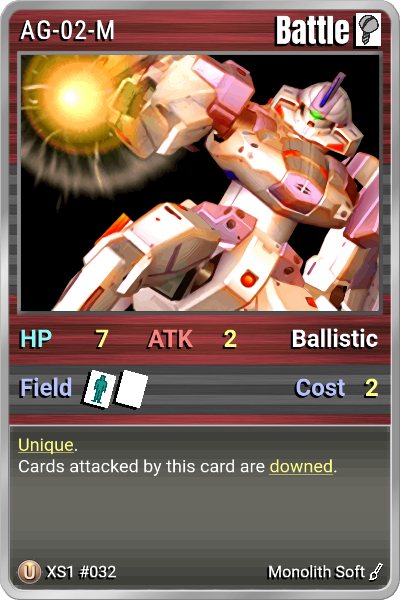 AG-02-M Battle
HP 7 ATK 2 Ballistic
Field Cost 2
Unique.
Cards attacked by this card are downed.
U XS1 #032 Monolith Soft